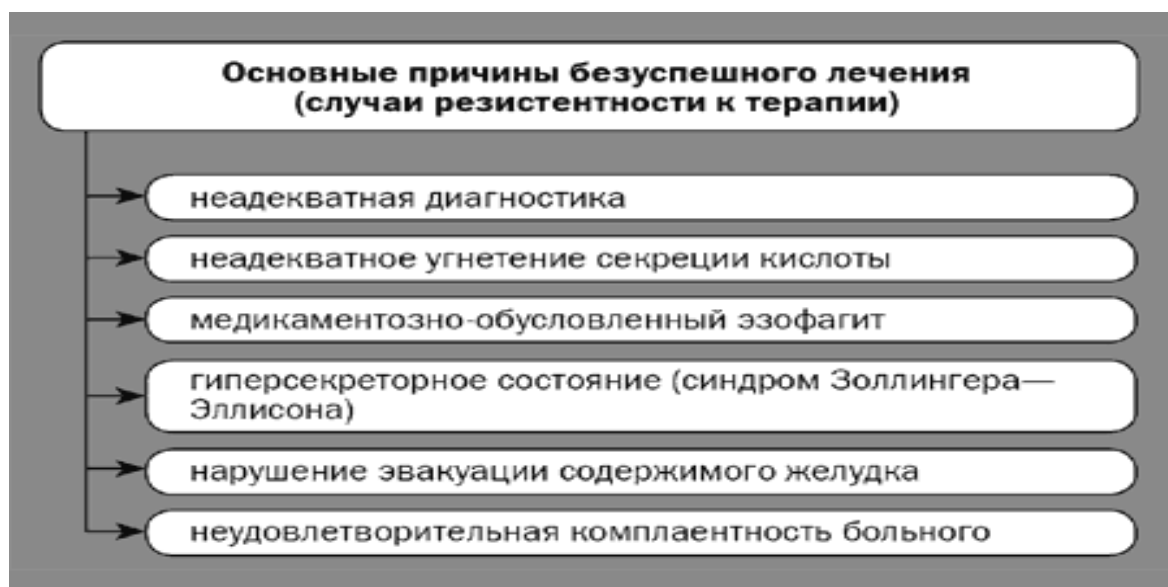 Основные причины безуспешного лечения
(случаи резистентности к терапии)
неадекватная диагностика
неадекватное угнетение секреции кислоты
медикаментозно-обусловленный эзофагит
гиперсекреторное состояние (синдром Золлингера—
Эллисона)
нарушение эвакуации содержимого желудка
неудовлетворительная комплаентность больного